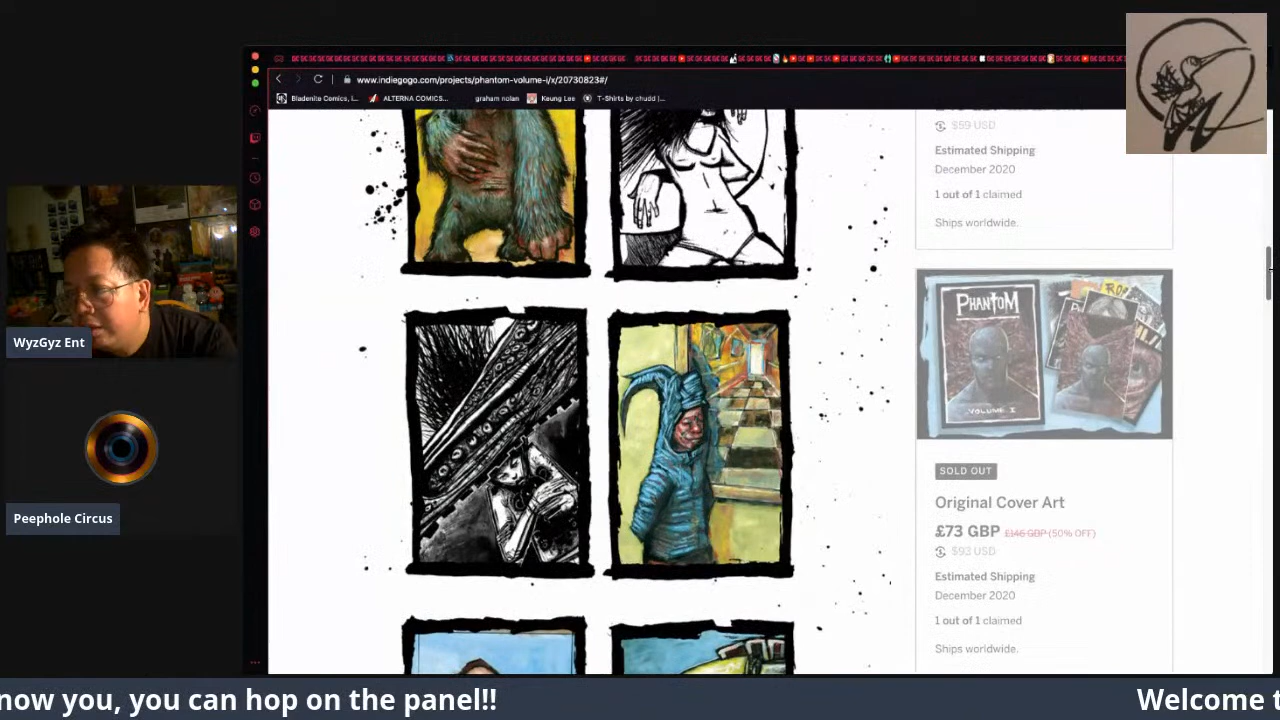 www.indiegogo.com/projects/phantom-volume-i/x/20730823#/
Bladenite Comics, i...
ALTERNA COMICS...
graham nolan
Keung Lee
T-Shirts by chudd |...
$59 USD
Estimated Shipping
December 2020
1 out of 1 claimed
Ships worldwide.
PHANTOM
VOLUME I
SOLD OUT
Original Cover Art
£73 GBP £146 GBP (50% OFF)
$93 USD
Estimated Shipping
December 2020
1 out of 1 claimed
Ships worldwide.
WyzGyz Ent
Peephole Circus
now you, you can hop on the panel!!
Welcome t